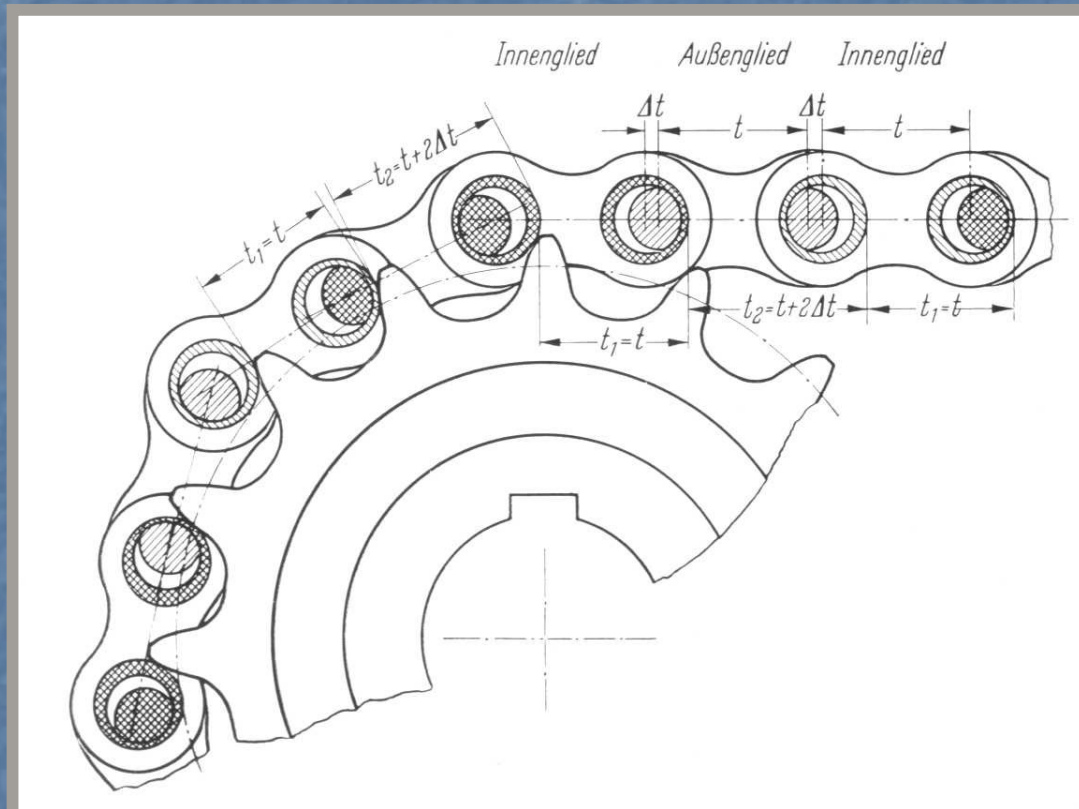 Innenglied Außenglied Innenglied
Δt t Δt t
t₂=t+2Δt
t₁=t
t₂=t+2Δt t₁=t
t₁=t